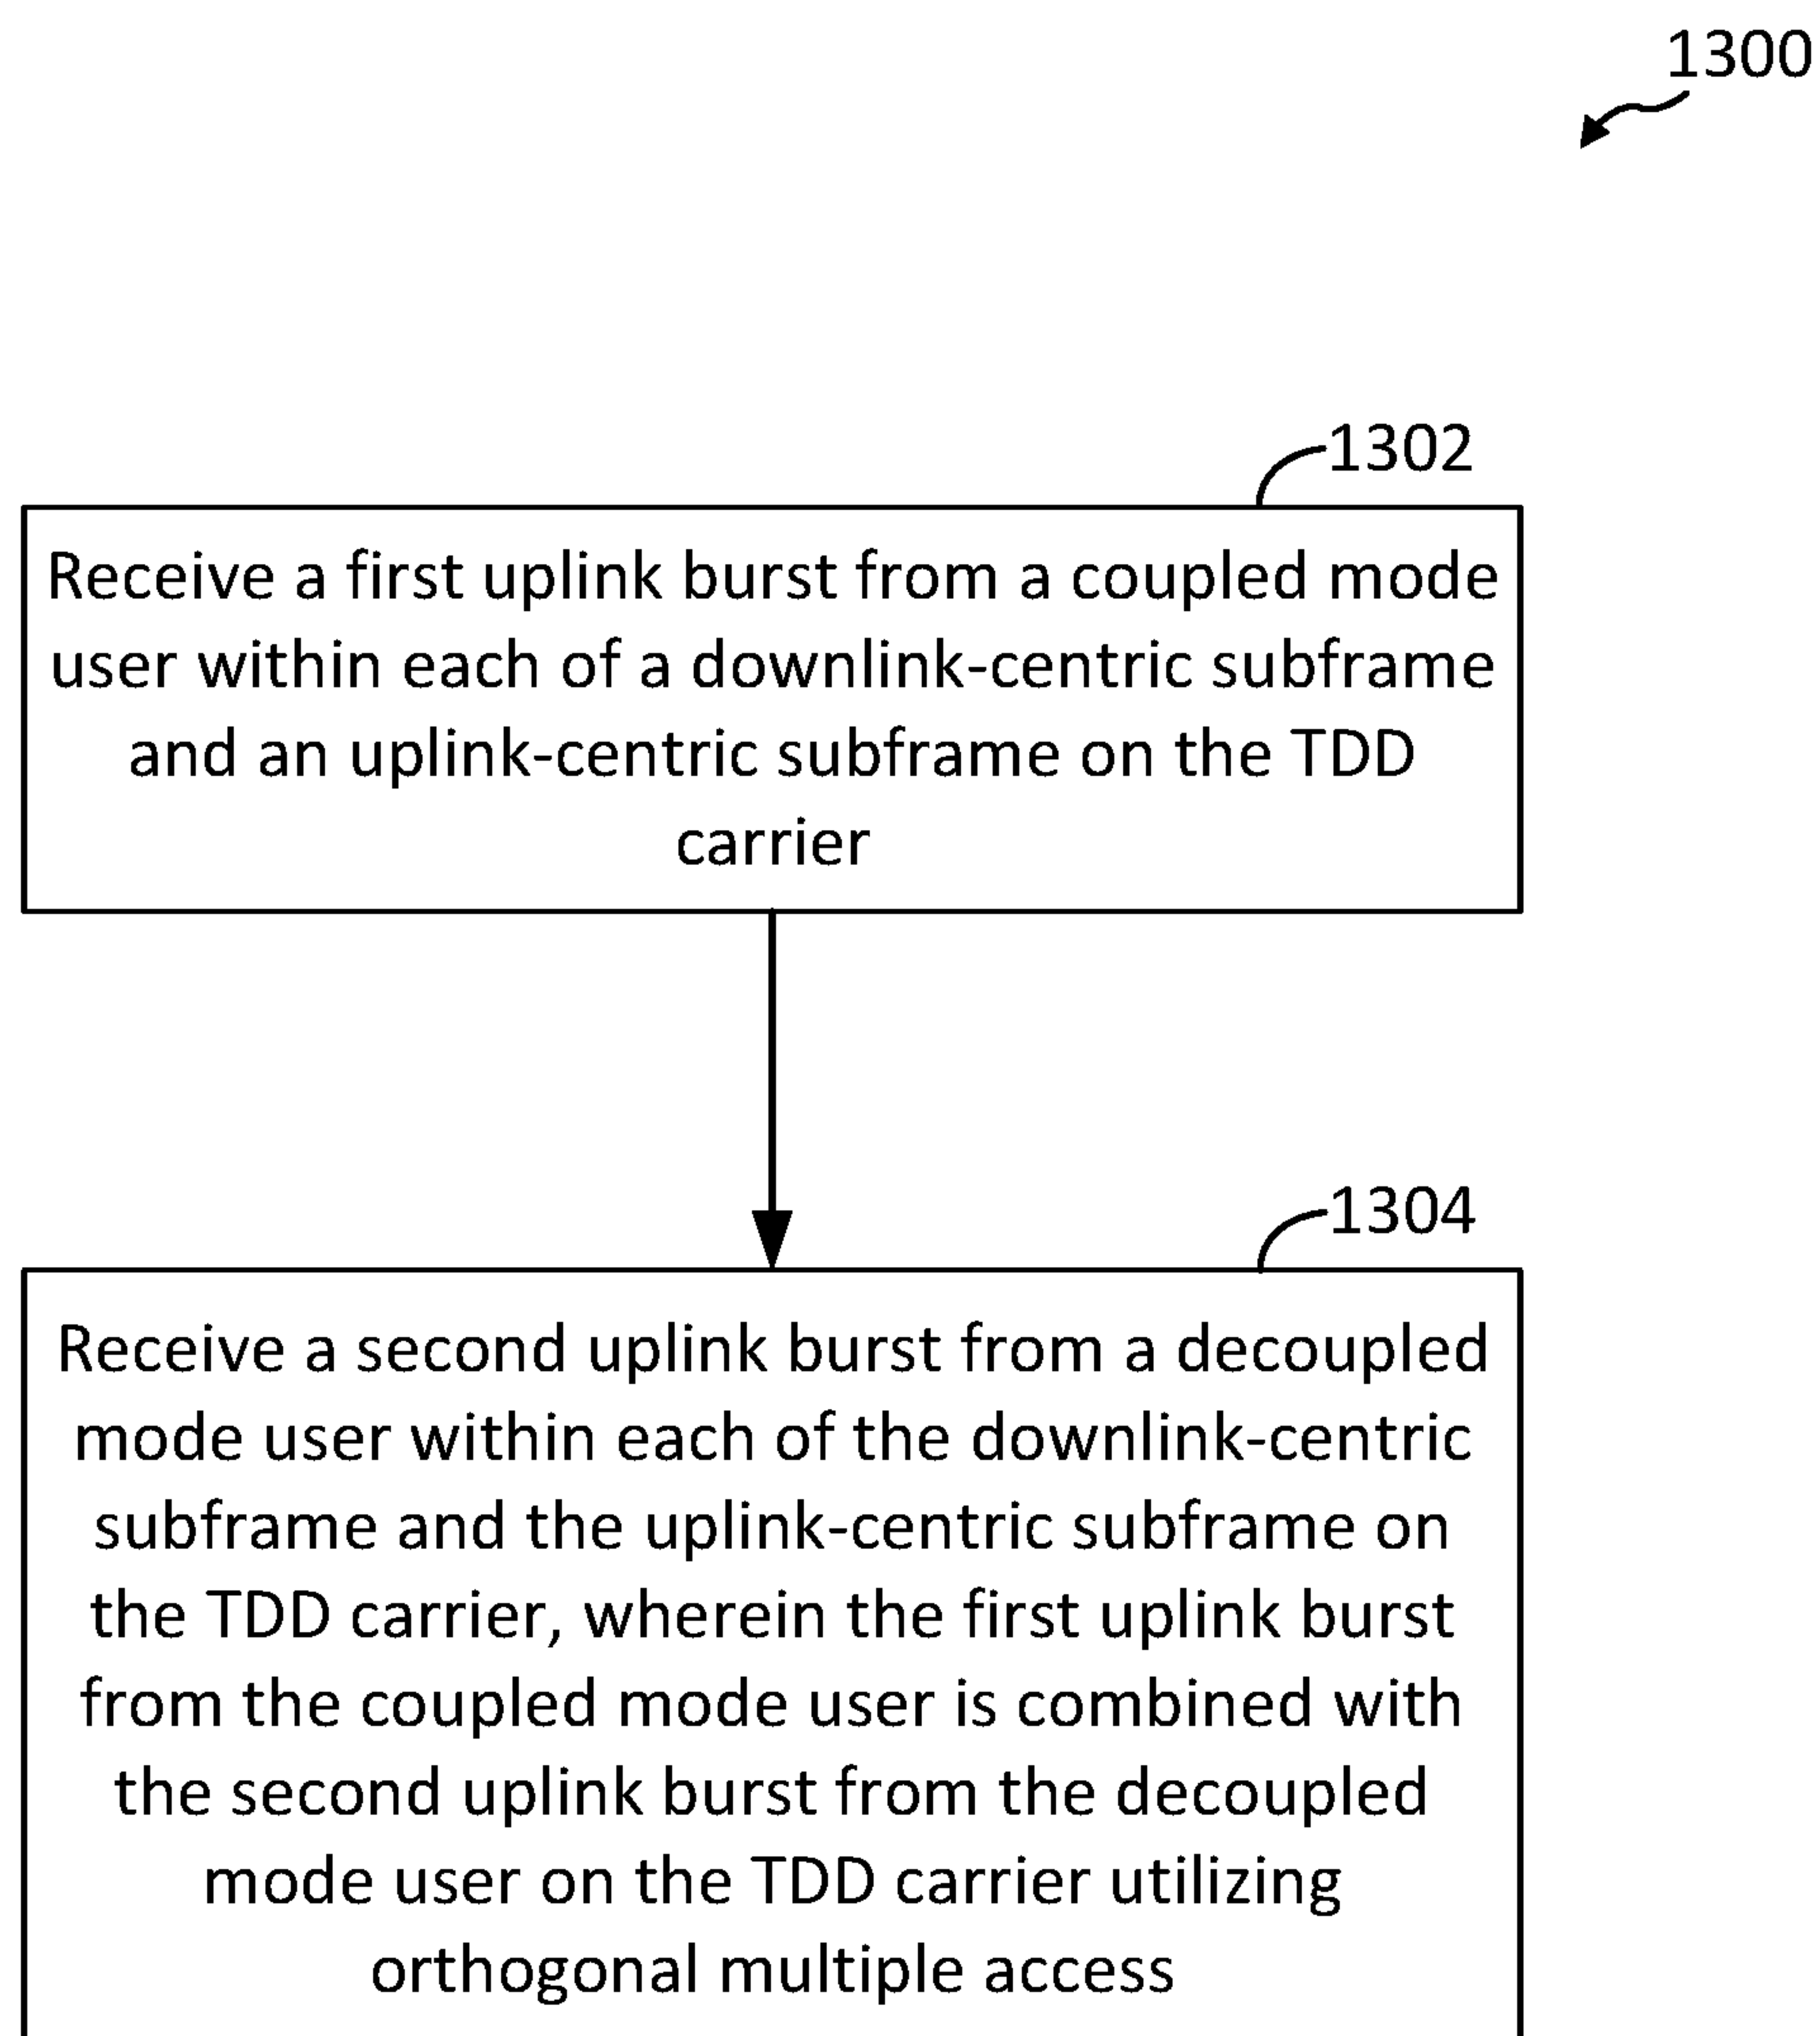 1300
1302
Receive a first uplink burst from a coupled mode
user within each of a downlink-centric subframe
and an uplink-centric subframe on the TDD
carrier
1304
Receive a second uplink burst from a decoupled
mode user within each of the downlink-centric
subframe and the uplink-centric subframe on
the TDD carrier, wherein the first uplink burst
from the coupled mode user is combined with
the second uplink burst from the decoupled
mode user on the TDD carrier utilizing
orthogonal multiple access